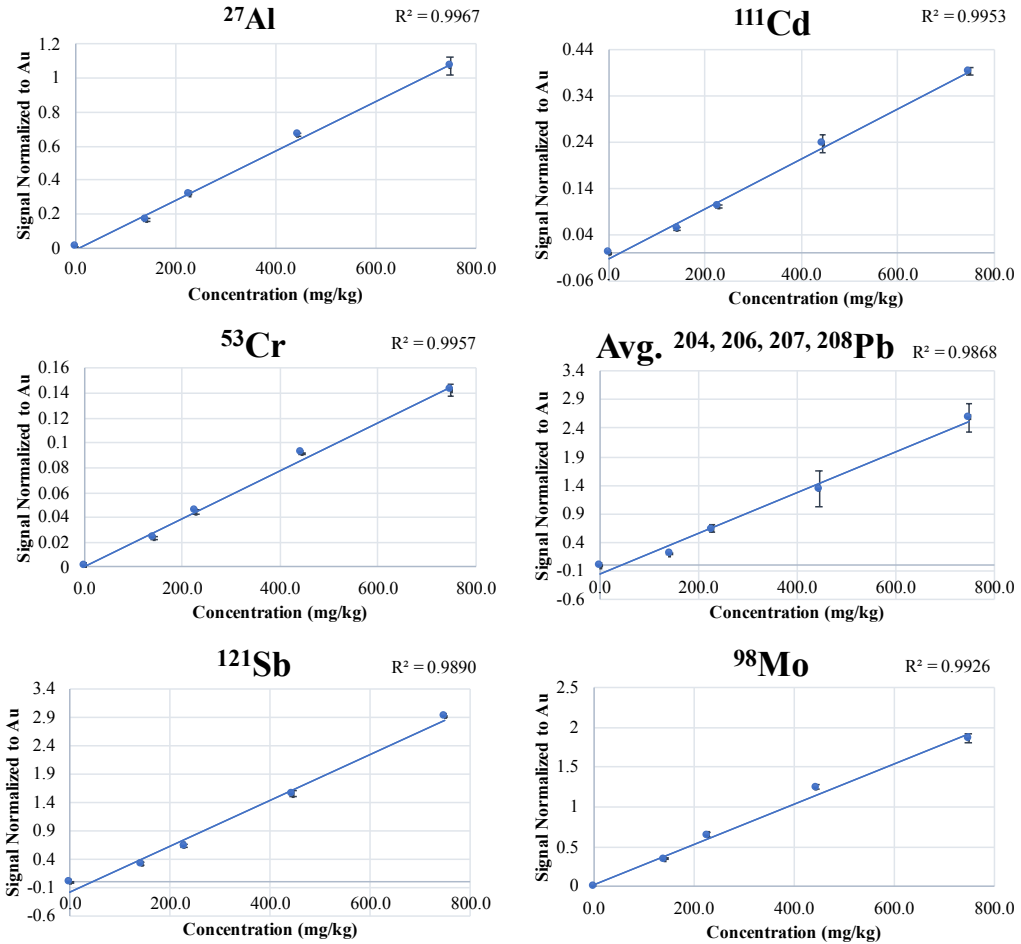 ²⁷Al
R² = 0.9967
Signal Normalized to Au
1.2
1
0.8
0.6
0.4
0.2
0
0.0 200.0 400.0 600.0 800.0
Concentration (mg/kg)
¹¹¹Cd
R² = 0.9953
Signal Normalized to Au
0.44
0.34
0.24
0.14
0.04
-0.06
0.0 200.0 400.0 600.0 800.0
Concentration (mg/kg)
⁵³Cr
R² = 0.9957
Signal Normalized to Au
0.16
0.14
0.12
0.1
0.08
0.06
0.04
0.02
0
0.0 200.0 400.0 600.0 800.0
Concentration (mg/kg)
Avg. ²⁰⁴, ²⁰⁶, ²⁰⁷, ²⁰⁸Pb
R² = 0.9868
Signal Normalized to Au
3.4
2.9
2.4
1.9
1.4
0.9
0.4
-0.1
-0.6
0.0 200.0 400.0 600.0 800.0
Concentration (mg/kg)
¹²¹Sb
R² = 0.9890
Signal Normalized to Au
3.4
2.9
2.4
1.9
1.4
0.9
0.4
-0.1
-0.6
0.0 200.0 400.0 600.0 800.0
Concentration (mg/kg)
⁹⁸Mo
R² = 0.9926
Signal Normalized to Au
2.5
2
1.5
1
0.5
0
0.0 200.0 400.0 600.0 800.0
Concentration (mg/kg)